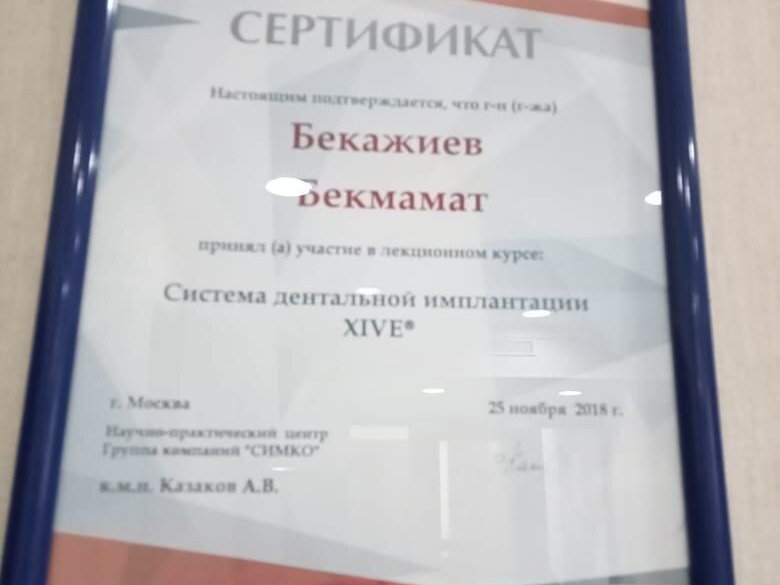 СЕРТИФИКАТ
Настоящим подтверждается, что г-н (г-жа)
Бекажиев
Бекмамат
принял (а) участие в лекционном курсе:
Система дентальной имплантации
XIVE®
г. Москва
25 ноября 2018 г.
Научно-практический центр
Группа компаний "СИМКО"
к.м.н. Казаков А.В.